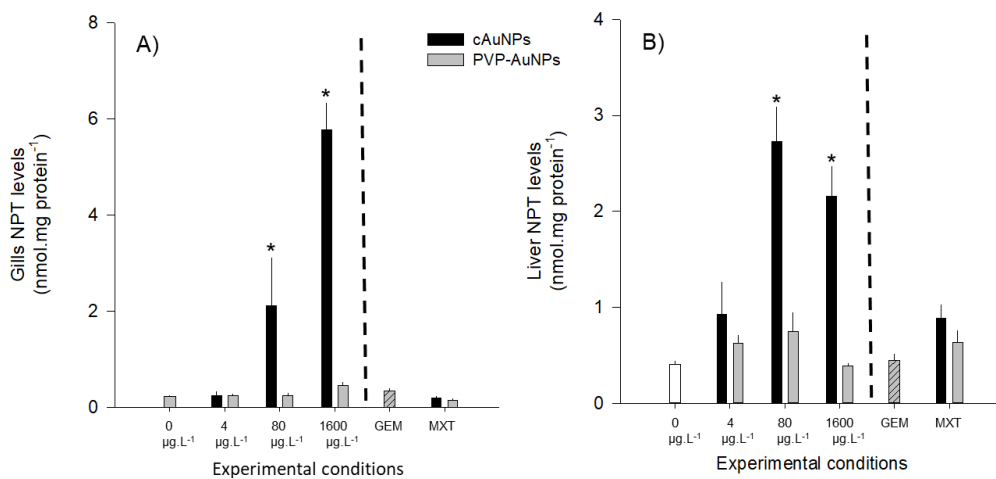 A)
cAuNPs
PVP-AuNPs
Gills NPT levels
(nmol.mg protein⁻¹)
8
6
4
2
0
*
*
0 4 80 1600 GEM MXT
µg.L⁻¹ µg.L⁻¹ µg.L⁻¹ µg.L⁻¹
Experimental conditions
B)
Liver NPT levels
(nmol.mg protein⁻¹)
4
3
2
1
0
*
*
0 4 80 1600 GEM MXT
µg.L⁻¹ µg.L⁻¹ µg.L⁻¹ µg.L⁻¹
Experimental conditions